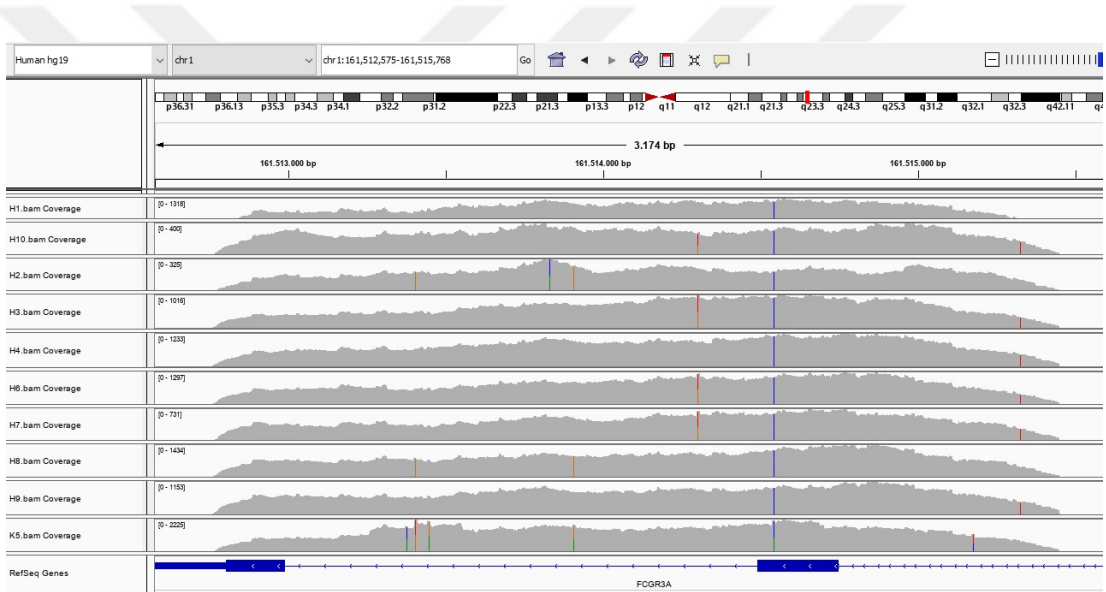 Human hg19 chr1 chr1:161,512,575-161,515,768 Go
p36.31 p36.13 p35.3 p34.3 p34.1 p32.2 p31.2 p22.3 p21.3 p13.3 p12 q11 q12 q21.1 q21.3 q23.3 q24.3 q25.3 q31.2 q32.1 q32.3 q42.11
3.174 bp
161.513.000 bp 161.514.000 bp 161.515.000 bp
H1.bam Coverage [0 - 1318]
H10.bam Coverage [0 - 400]
H2.bam Coverage [0 - 325]
H3.bam Coverage [0 - 1016]
H4.bam Coverage [0 - 1233]
H6.bam Coverage [0 - 1297]
H7.bam Coverage [0 - 731]
H8.bam Coverage [0 - 1434]
H9.bam Coverage [0 - 1153]
K5.bam Coverage [0 - 2225]
RefSeq Genes
FCGR3A